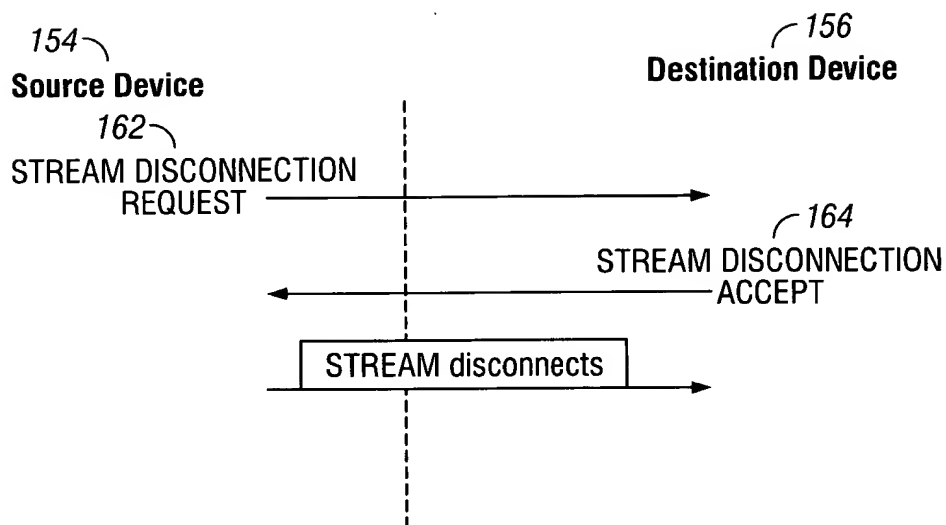 154
Source Device
156
Destination Device
162
STREAM DISCONNECTION
REQUEST
164
STREAM DISCONNECTION
ACCEPT
STREAM disconnects